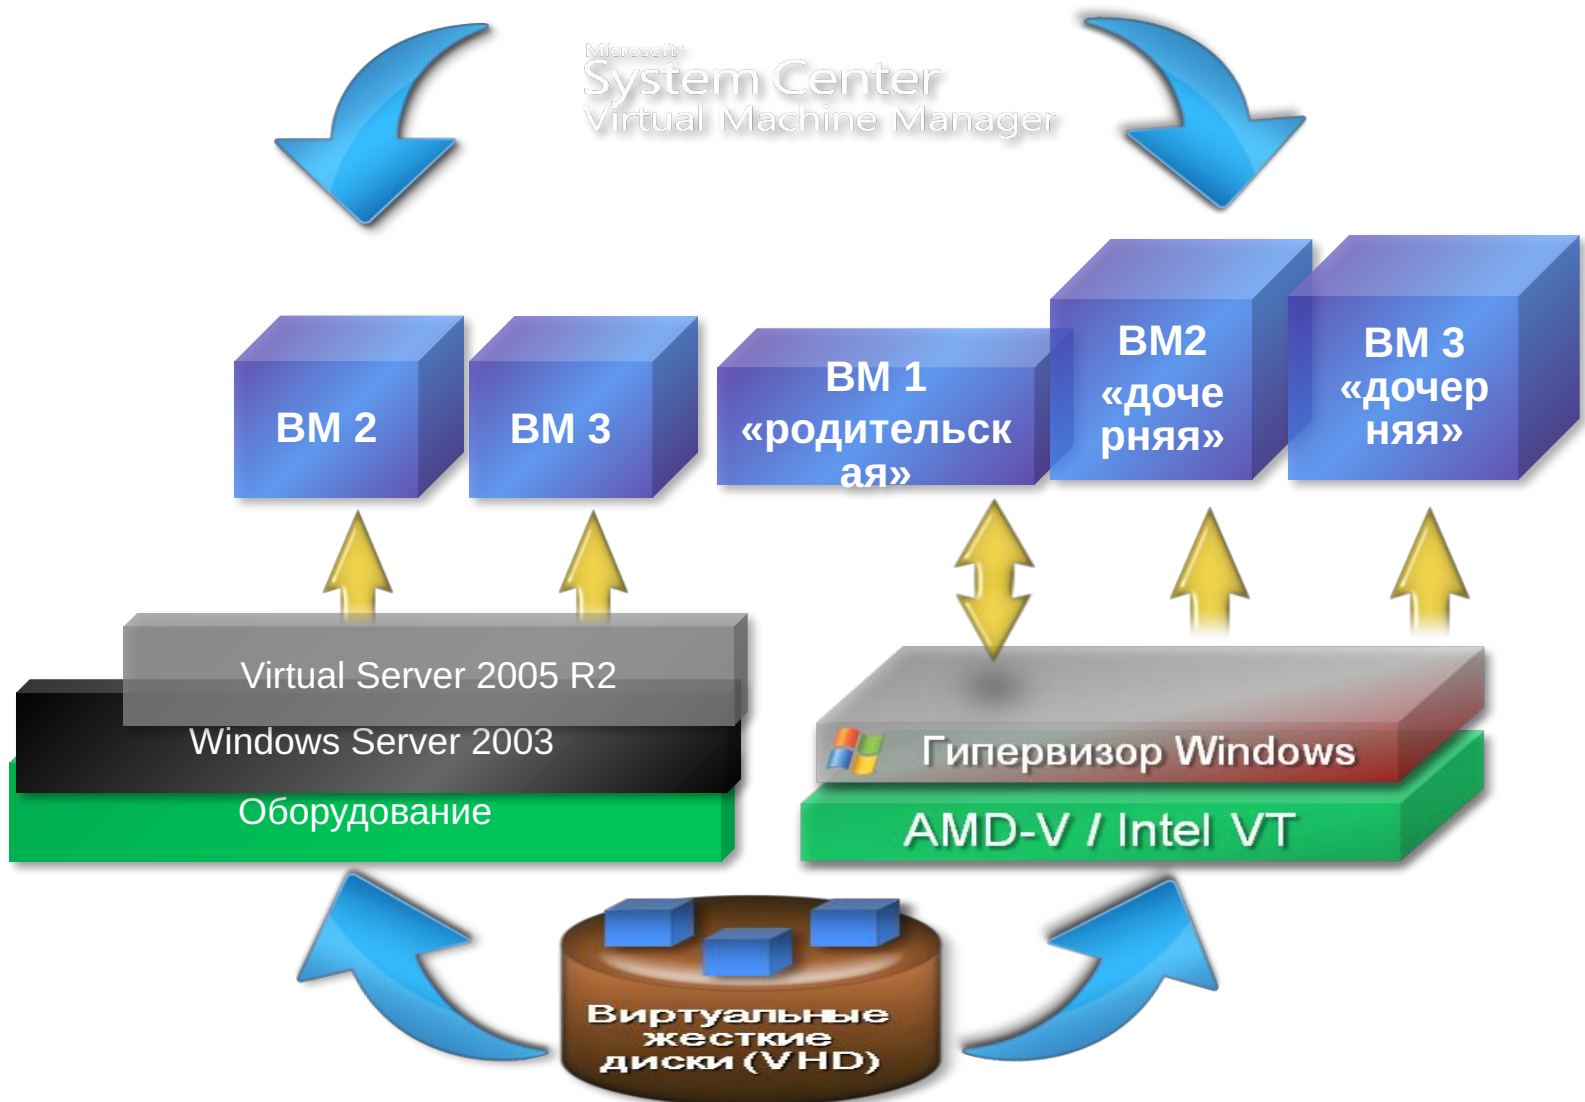 Microsoft®
System Center
Virtual Machine Manager
ВМ 2
ВМ 3
ВМ 1
«родительск
ая»
ВМ2
«доче
рняя»
ВМ 3
«дочер
няя»
Virtual Server 2005 R2
Windows Server 2003
Оборудование
Гипервизор Windows
AMD-V / Intel VT
Виртуальные
жесткие
диски (VHD)